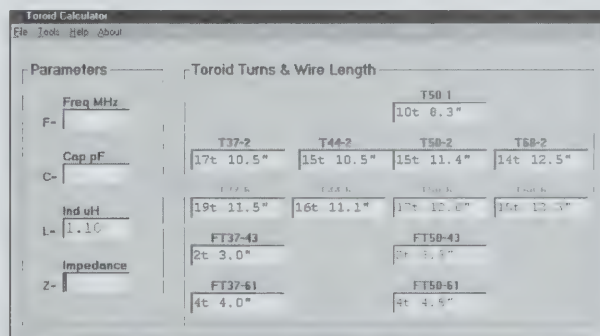 Toroid Calculator
File Tools Help About
Parameters
Toroid Turns & Wire Length
Freq MHz
F-
T50-1
10t 8.3"
Cap pF
C-
T37-2 T44-2 T50-2 T68-2
17t 10.5" 15t 10.5" 15t 11.4" 14t 12.5"
Ind uH
L- 1.10
19t 11.5" 16t 11.1"
Impedance
Z-
FT37-43 FT50-43
2t 3.0"
FT37-61 FT50-61
4t 4.0" 4t 4.9"